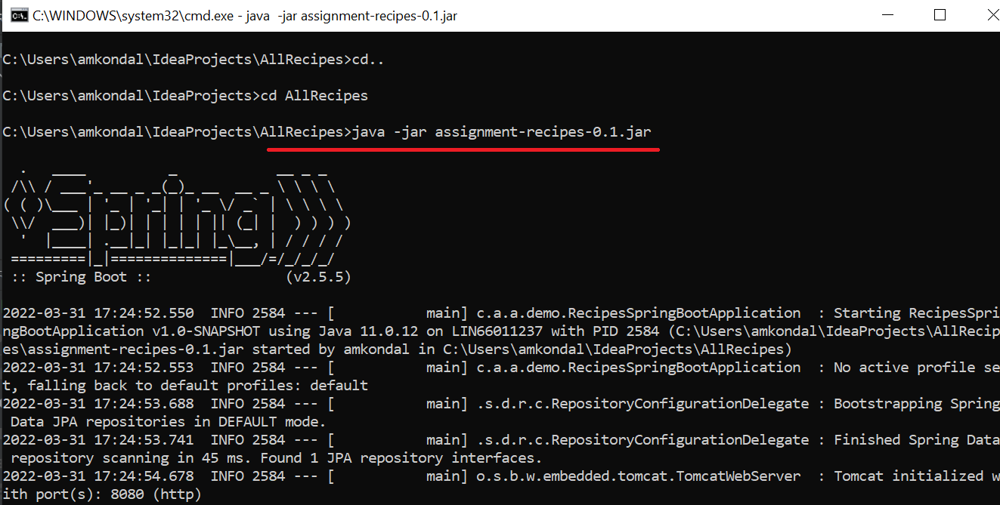 C:\WINDOWS\system32\cmd.exe - java  -jar assignment-recipes-0.1.jar
C:\Users\amkondal\IdeaProjects\AllRecipes>cd..
C:\Users\amkondal\IdeaProjects>cd AllRecipes
C:\Users\amkondal\IdeaProjects\AllRecipes>java -jar assignment-recipes-0.1.jar
  .   ____          _            __ _ _
 /\\ / ___'_ __ _ _(_)_ __  __ _ \ \ \ \
( ( )\___ | '_ | '_| | '_ \/ _` | \ \ \ \
 \\/  ___)| |_)| | | | | || (_| |  ) ) ) )
  '  |____| .__|_| |_|_| |_\__, | / / / /
 =========|_|==============|___/=/_/_/_/
 :: Spring Boot ::                (v2.5.5)
2022-03-31 17:24:52.550  INFO 2584 --- [           main] c.a.a.demo.RecipesSpringBootApplication  : Starting RecipesSpri
ngBootApplication v1.0-SNAPSHOT using Java 11.0.12 on LIN66011237 with PID 2584 (C:\Users\amkondal\IdeaProjects\AllRecip
es\assignment-recipes-0.1.jar started by amkondal in C:\Users\amkondal\IdeaProjects\AllRecipes)
2022-03-31 17:24:52.553  INFO 2584 --- [           main] c.a.a.demo.RecipesSpringBootApplication  : No active profile se
t, falling back to default profiles: default
2022-03-31 17:24:53.688  INFO 2584 --- [           main] .s.d.r.c.RepositoryConfigurationDelegate : Bootstrapping Spring
 Data JPA repositories in DEFAULT mode.
2022-03-31 17:24:53.741  INFO 2584 --- [           main] .s.d.r.c.RepositoryConfigurationDelegate : Finished Spring Data
 repository scanning in 45 ms. Found 1 JPA repository interfaces.
2022-03-31 17:24:54.678  INFO 2584 --- [           main] o.s.b.w.embedded.tomcat.TomcatWebServer  : Tomcat initialized w
ith port(s): 8080 (http)